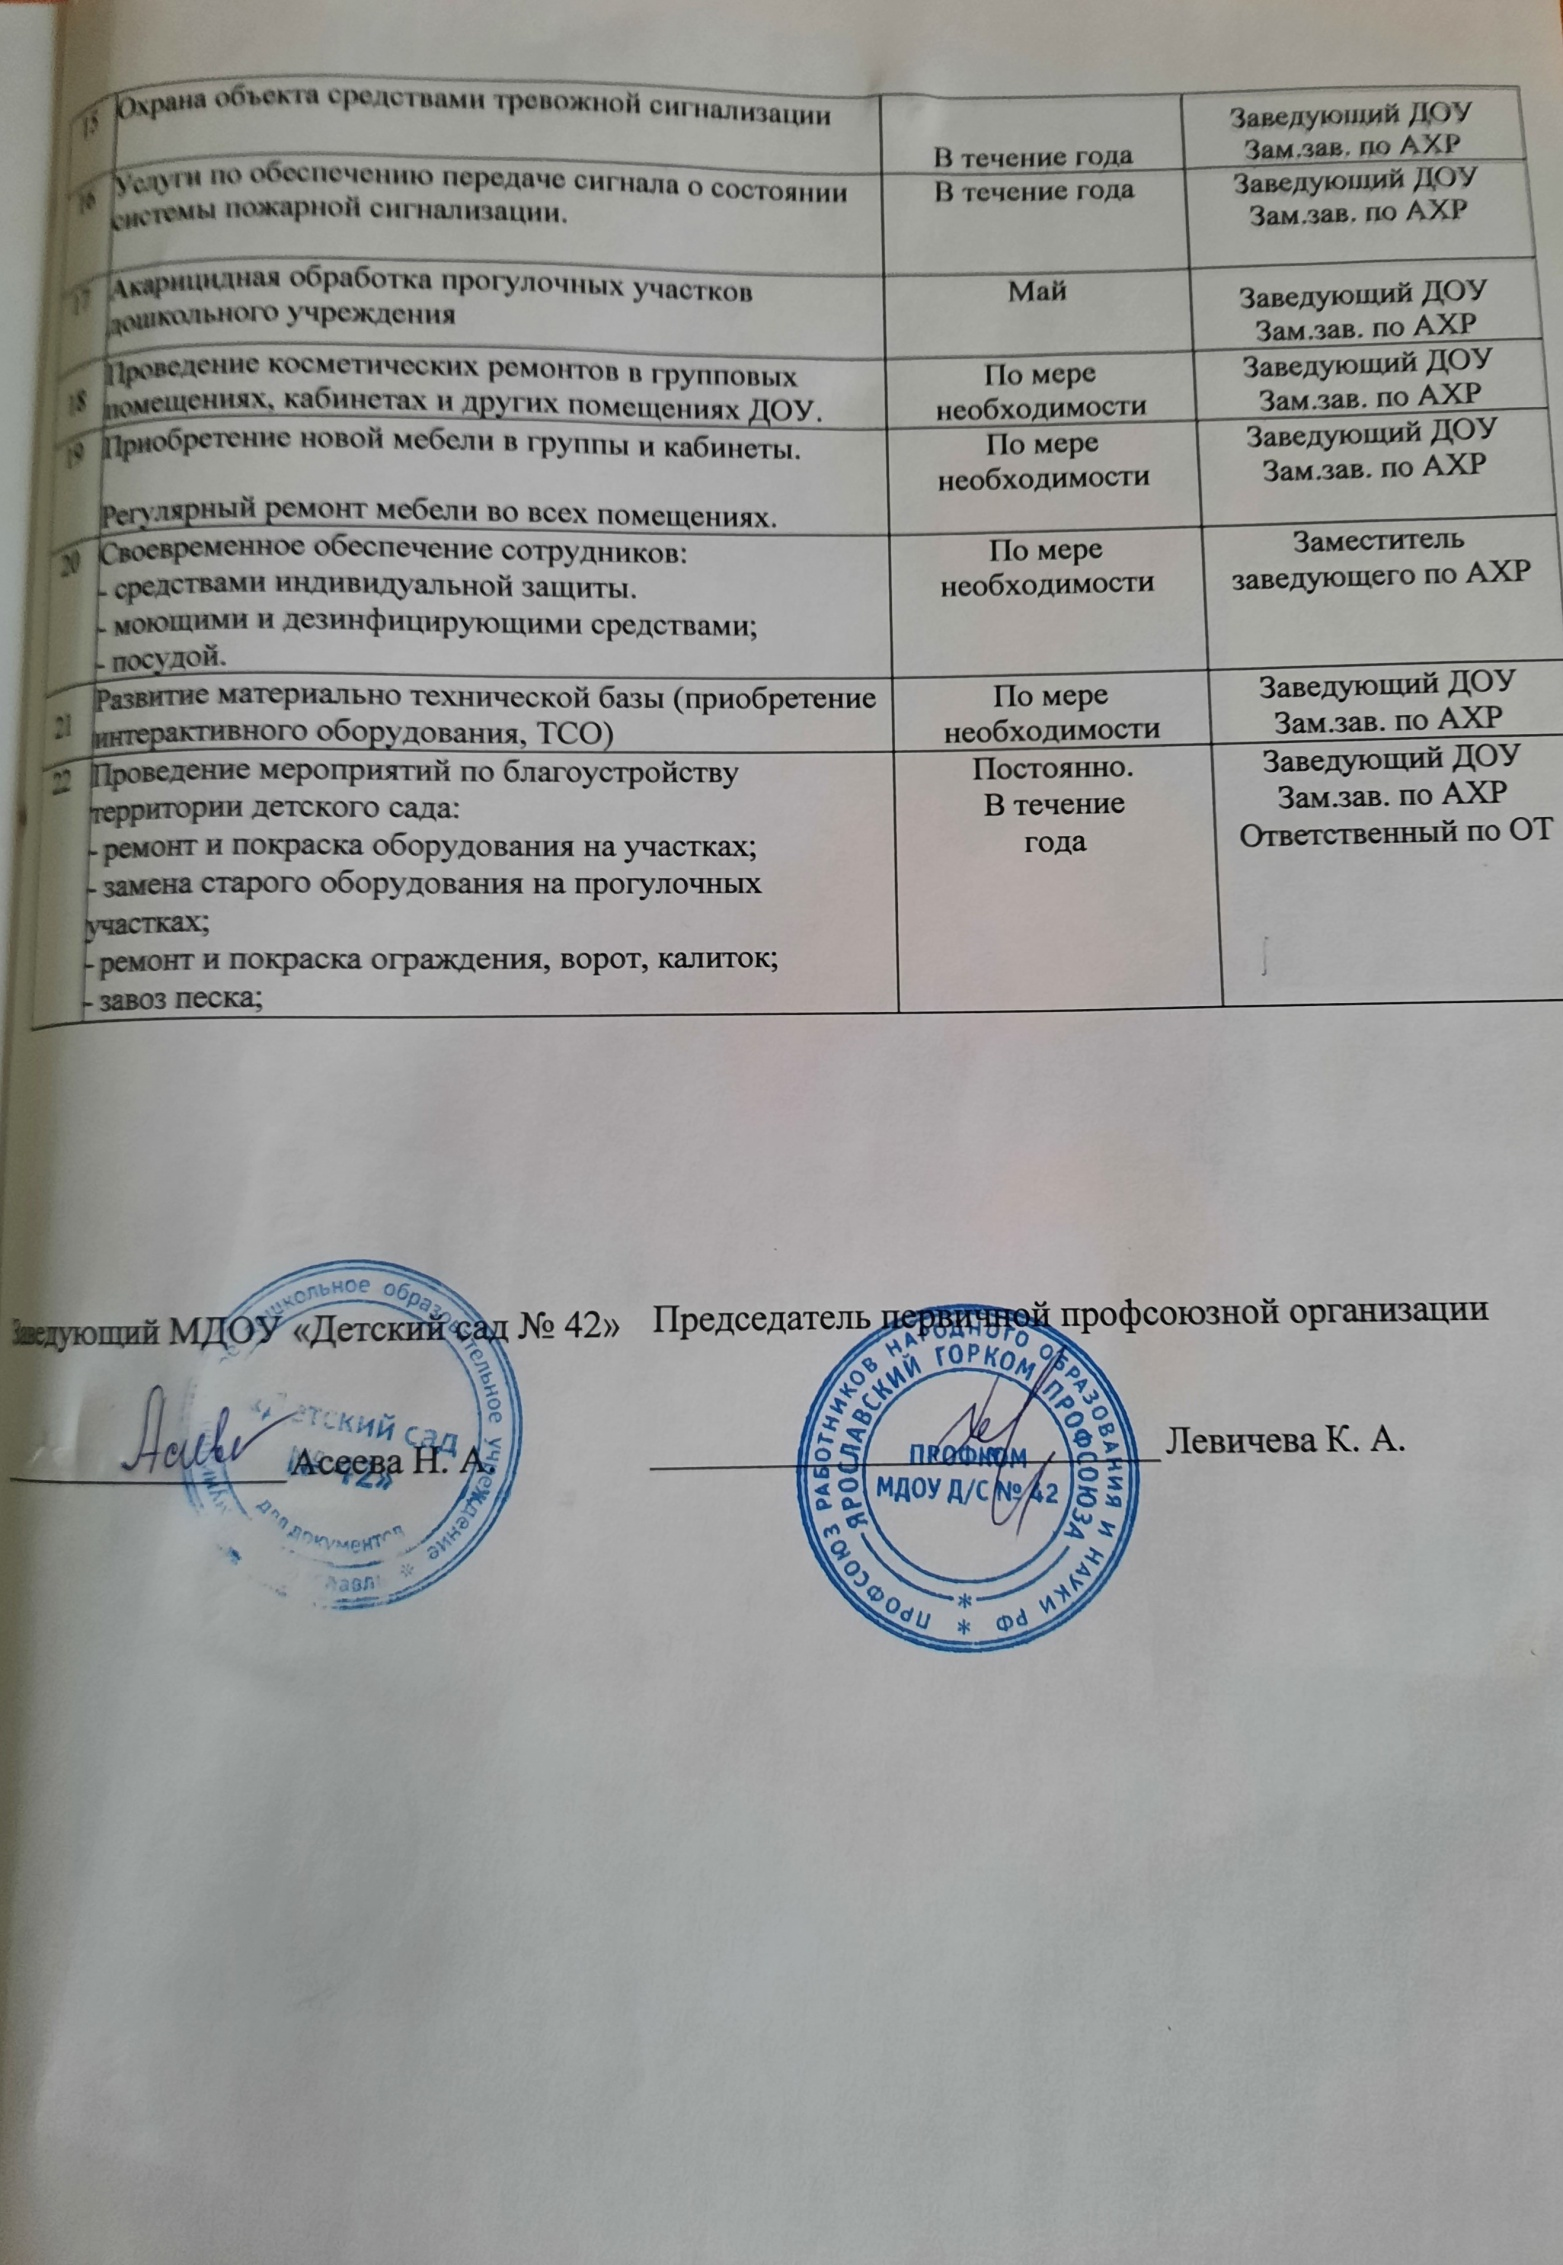 15 Охрана объекта средствами тревожной сигнализации
В течение года
Заведующий ДОУ
Зам.зав. по АХР
16 Услуги по обеспечению передаче сигнала о состоянии
системы пожарной сигнализации.
В течение года
Заведующий ДОУ
Зам.зав. по АХР
17 Акарицидная обработка прогулочных участков
дошкольного учреждения
Май
Заведующий ДОУ
Зам.зав. по АХР
18 Проведение косметических ремонтов в групповых
помещениях, кабинетах и других помещениях ДОУ.
По мере
необходимости
Заведующий ДОУ
Зам.зав. по АХР
19 Приобретение новой мебели в группы и кабинеты.
Регулярный ремонт мебели во всех помещениях.
По мере
необходимости
Заведующий ДОУ
Зам.зав. по АХР
20 Своевременное обеспечение сотрудников:
- средствами индивидуальной защиты.
- моющими и дезинфицирующими средствами;
- посудой.
По мере
необходимости
Заместитель
заведующего по АХР
21 Развитие материально технической базы (приобретение
интерактивного оборудования, ТСО)
По мере
необходимости
Заведующий ДОУ
Зам.зав. по АХР
22 Проведение мероприятий по благоустройству
территории детского сада:
- ремонт и покраска оборудования на участках;
- замена старого оборудования на прогулочных
участках;
- ремонт и покраска ограждения, ворот, калиток;
- завоз песка;
Постоянно.
В течение
года
Заведующий ДОУ
Зам.зав. по АХР
Ответственный по ОТ
Заведующий МДОУ «Детский сад № 42» Председатель первичной профсоюзной организации
Асеева Н. А.
Левичева К. А.
образовательное учреждение
детский сад
№ 42»
для документов
ПРОФСОЮЗ РАБОТНИКОВ НАРОДНОГО ОБРАЗОВАНИЯ И НАУКИ РФ
ЯРОСЛАВСКИЙ ГОРКОМ ПРОФСОЮЗА
ПРОФКОМ
МДОУ Д/С № 42